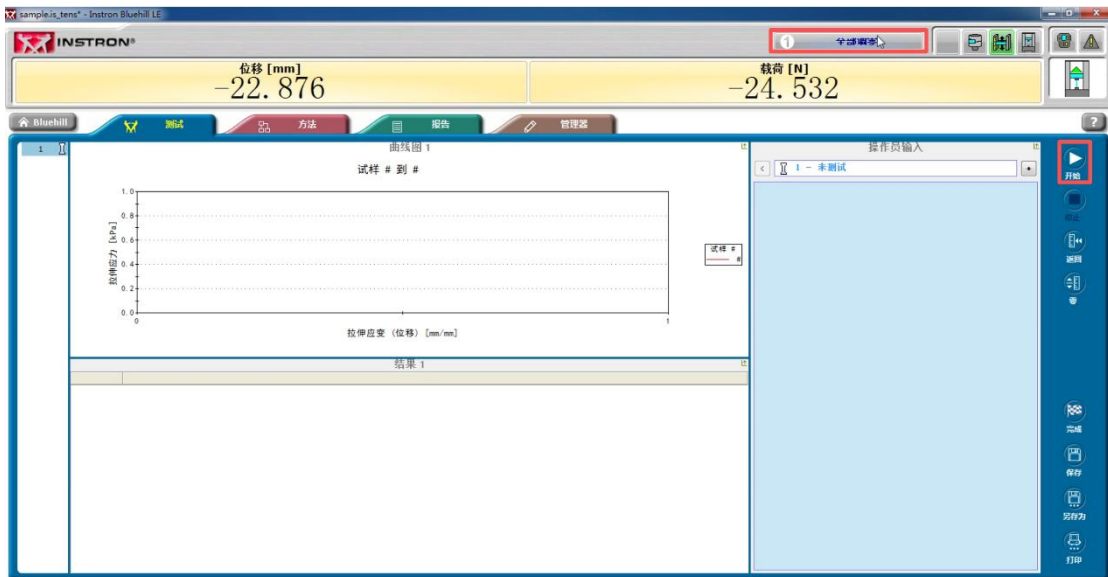 sample.is_tens* - Instron Bluehill LE
INSTRON®
1
位移 [mm]
-22.876
载荷 [N]
-24.532
Bluehill
测试
方法
报告
管理器
?
1
曲线图 1
试样 # 到 #
1.0
0.8
0.6
0.4
0.2
0.0
拉伸应力 [kPa]
0
1
拉伸应变 (位移) [mm/mm]
试样 #
#
结果 1
操作员输入
<
1 - 未测试
开始
停止
返回
零
完成
保存
另存为
打印